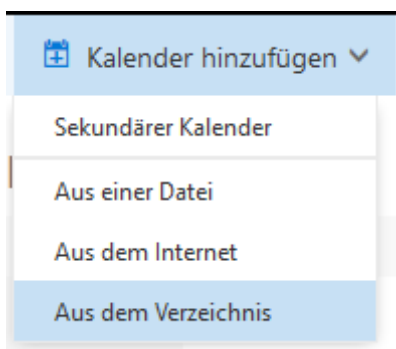 Kalender hinzufügen
Sekundärer Kalender
Aus einer Datei
Aus dem Internet
Aus dem Verzeichnis